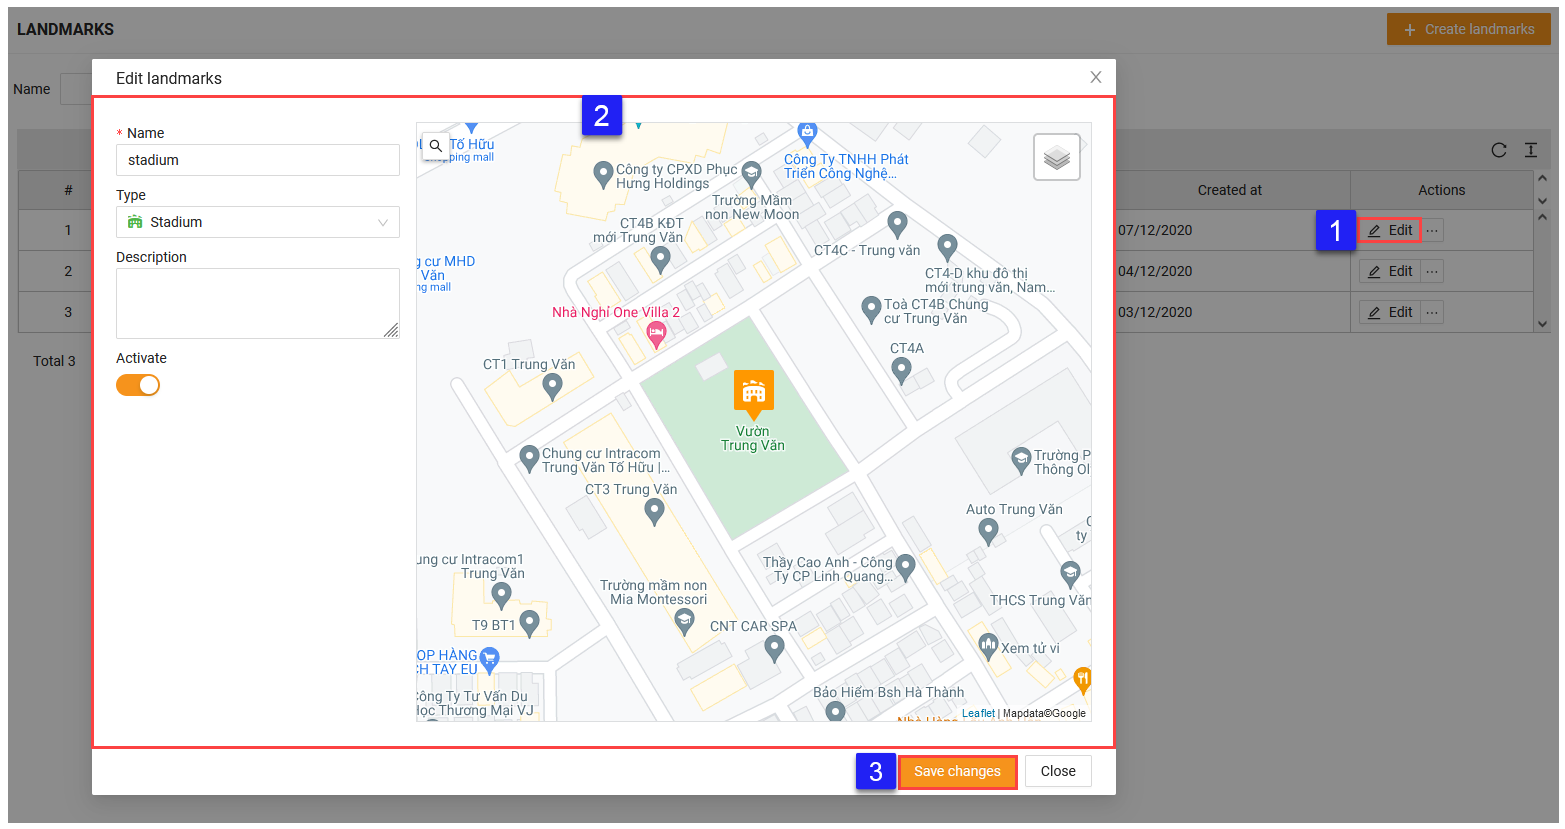 LANDMARKS
Create landmarks
Edit landmarks
Name
2
* Name
stadium
Type
Stadium
Description
Activate
#
1
2
3
Total 3
Created at
Actions
1
07/12/2020
Edit
04/12/2020
Edit
03/12/2020
Edit
Tố Hữu
pping mall
Công ty CPXD Phục
Hưng Holdings
Công Ty TNHH Phát
Triển Công Nghệ...
Trường Mầm
non New Moon
CT4B KĐT
mới Trung Văn
CT4C - Trung văn
g cư MHD
Văn
ng mall
CT4-D khu đô thị
mới trung văn, Nam...
Toà CT4B Chung
cư Trung Văn
Nhà Nghỉ One Villa 2
CT4A
CT1 Trung Văn
Vườn
Trung Văn
Chung cư Intracom
Trung Văn Tố Hữu |...
Trường P
Thông Ol
CT3 Trung Văn
Auto Trung Văn
ty
ung cư Intracom1
Trung Văn
Thầy Cao Anh - Công
Ty CP Linh Quang...
Trường mầm non
Mia Montessori
THCS Trung Văn
T9 BT1
CNT CAR SPA
Xem tử vi
OP HÀNG
CH TAY EU
Công Ty Tư Vấn Du
Học Thương Mại VJ
Bảo Hiểm Bsh Hà Thành
Leaflet | Mapdata©Google
3
Save changes
Close